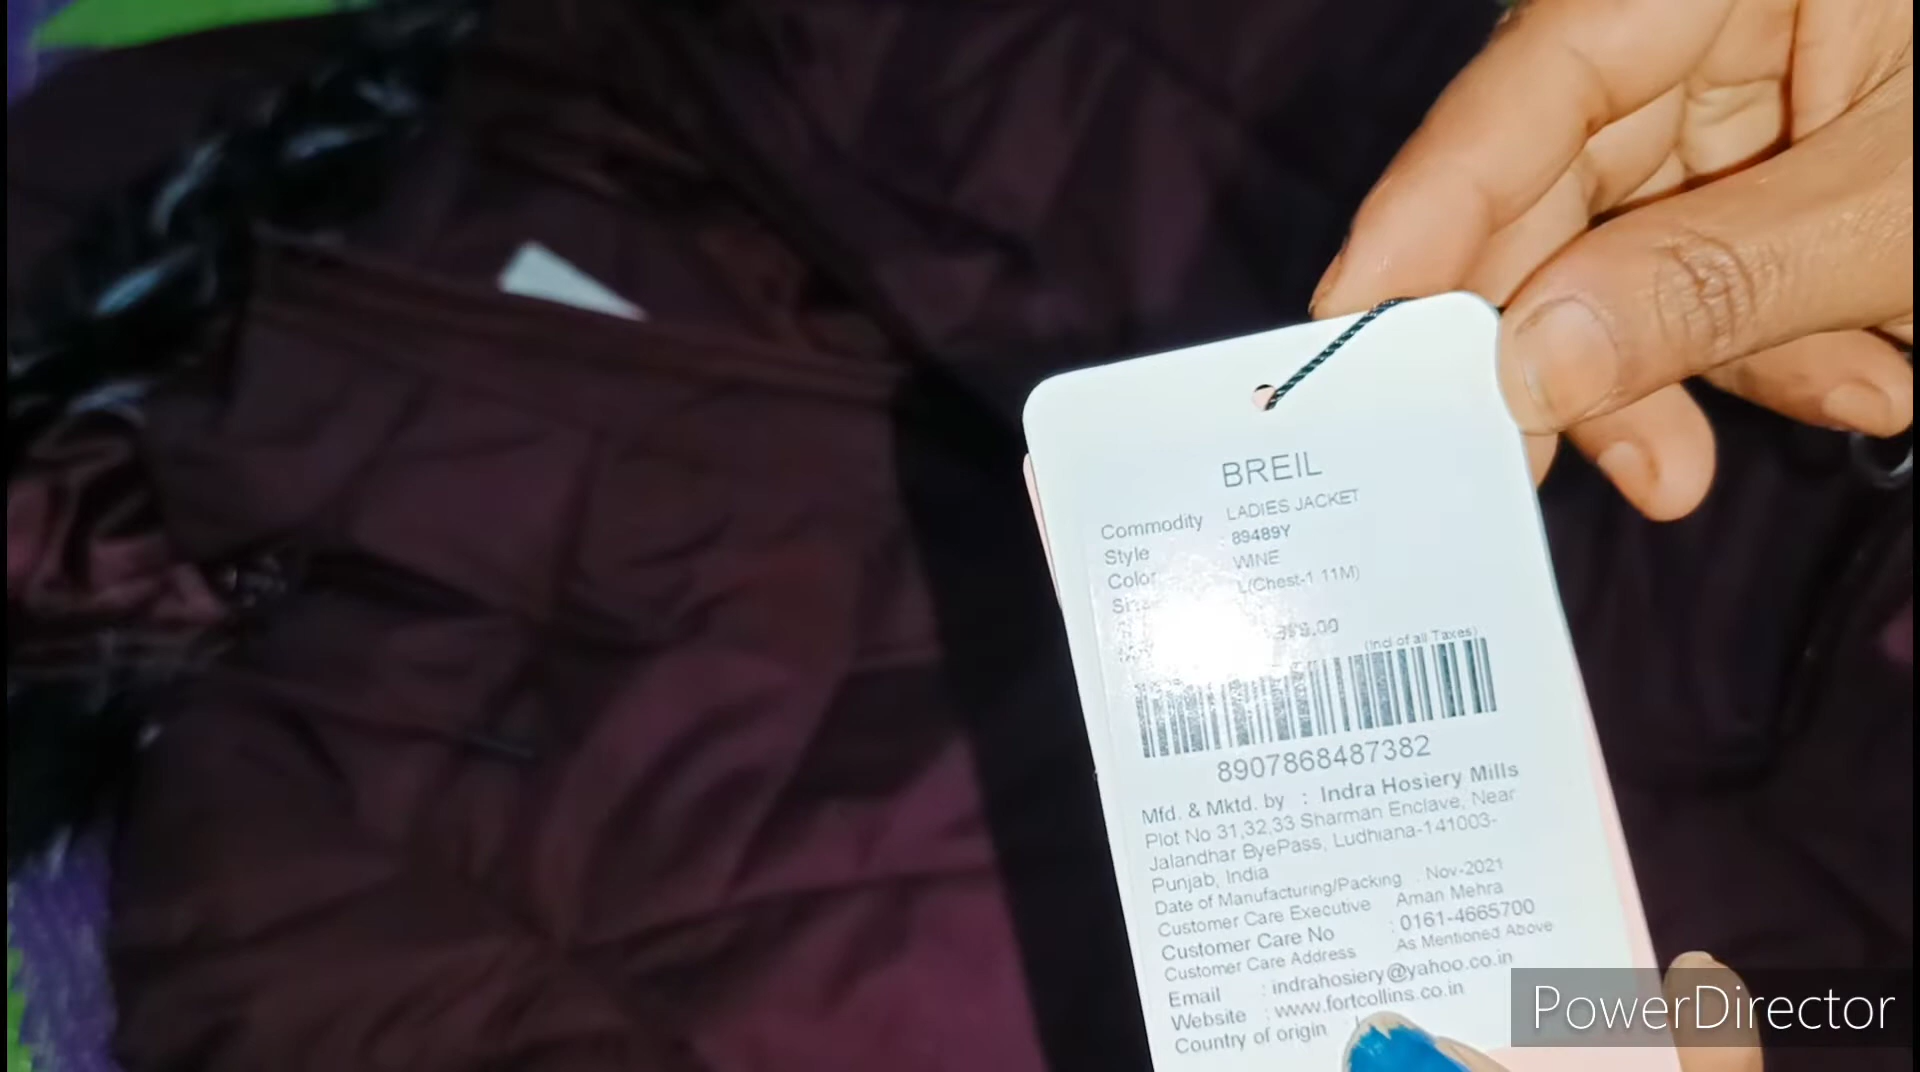 BREIL
Commodity LADIES JACKET
Style : 89489Y
Color WINE
L(Chest-1 11M)
(Incl of all Taxes)
8907868487382
Mfd. & Mktd. by : Indra Hosiery Mills
Plot No 31,32,33 Sharman Enclave, Near
Jalandhar ByePass, Ludhiana-141003-
Punjab, India
Date of Manufacturing/Packing : Nov-2021
Customer Care Executive Aman Mehra
Customer Care No : 0161-4665700
Customer Care Address : As Mentioned Above
Email : indrahosiery@yahoo.co.in
Website : www.fortcollins.co.in
Country of origin :
PowerDirector